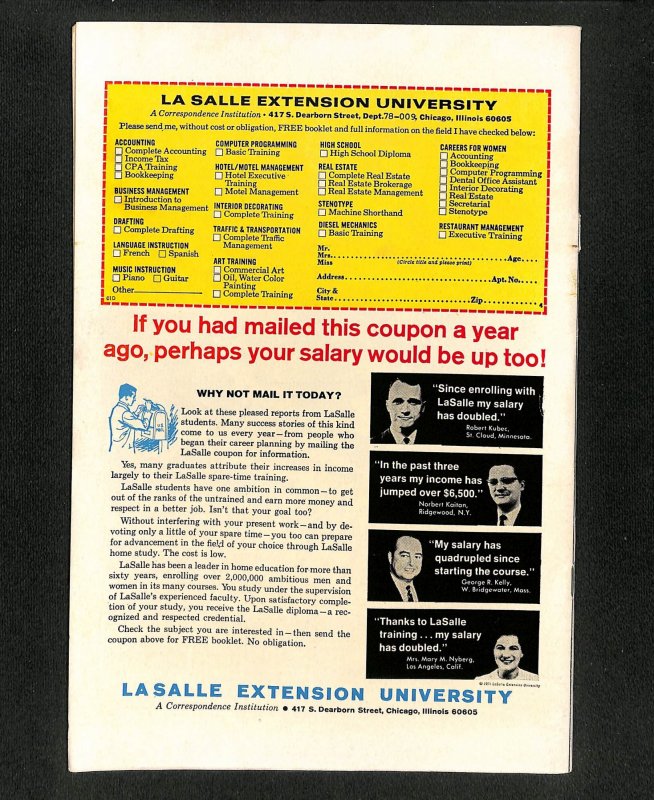 LA SALLE EXTENSION UNIVERSITY
A Correspondence Institution • 417 S. Dearborn Street, Dept.78-009, Chicago, Illinois 60605
Please send me, without cost or obligation, FREE booklet and full information on the field I have checked below:
ACCOUNTING
Complete Accounting
Income Tax
CPA Training
Bookkeeping
BUSINESS MANAGEMENT
Introduction to
Business Management
DRAFTING
Complete Drafting
LANGUAGE INSTRUCTION
French Spanish
MUSIC INSTRUCTION
Piano Guitar
Other
COMPUTER PROGRAMMING
Basic Training
HOTEL/MOTEL MANAGEMENT
Hotel Executive
Training
Motel Management
INTERIOR DECORATING
Complete Training
TRAFFIC & TRANSPORTATION
Complete Traffic
Management
ART TRAINING
Commercial Art
Oil, Water Color
Painting
Complete Training
HIGH SCHOOL
High School Diploma
REAL ESTATE
Complete Real Estate
Real Estate Brokerage
Real Estate Management
STENOTYPE
Machine Shorthand
DIESEL MECHANICS
Basic Training
CAREERS FOR WOMEN
Accounting
Bookkeeping
Computer Programming
Dental Office Assistant
Interior Decorating
Real Estate
Secretarial
Stenotype
RESTAURANT MANAGEMENT
Executive Training
Mr.
Mrs. Age
Miss (Circle title and please print)
Address Apt. No.
City &
State Zip
If you had mailed this coupon a year
ago, perhaps your salary would be up too!
WHY NOT MAIL IT TODAY?
Look at these pleased reports from LaSalle
students. Many success stories of this kind
come to us every year—from people who
began their career planning by mailing the
LaSalle coupon for information.
Yes, many graduates attribute their increases in income
largely to their LaSalle spare-time training.
LaSalle students have one ambition in common—to get
out of the ranks of the untrained and earn more money and
respect in a better job. Isn't that your goal too?
Without interfering with your present work—and by de-
voting only a little of your spare time—you too can prepare
for advancement in the field of your choice through LaSalle
home study. The cost is low.
LaSalle has been a leader in home education for more than
sixty years, enrolling over 2,000,000 ambitious men and
women in its many courses. You study under the supervision
of LaSalle's experienced faculty. Upon satisfactory comple-
tion of your study, you receive the LaSalle diploma—a rec-
ognized and respected credential.
Check the subject you are interested in—then send the
coupon above for FREE booklet. No obligation.
"Since enrolling with
LaSalle my salary
has doubled."
Robert Kubec,
St. Cloud, Minnesota.
"In the past three
years my income has
jumped over $6,500."
Norbert Kaitan,
Ridgewood, N.Y.
"My salary has
quadrupled since
starting the course."
George R. Kelly,
W. Bridgewater, Mass.
"Thanks to LaSalle
training . . . my salary
has doubled."
Mrs. Mary M. Nyberg,
Los Angeles, Calif.
© 1971 LaSalle Extension University
LA SALLE EXTENSION UNIVERSITY
A Correspondence Institution • 417 S. Dearborn Street, Chicago, Illinois 60605